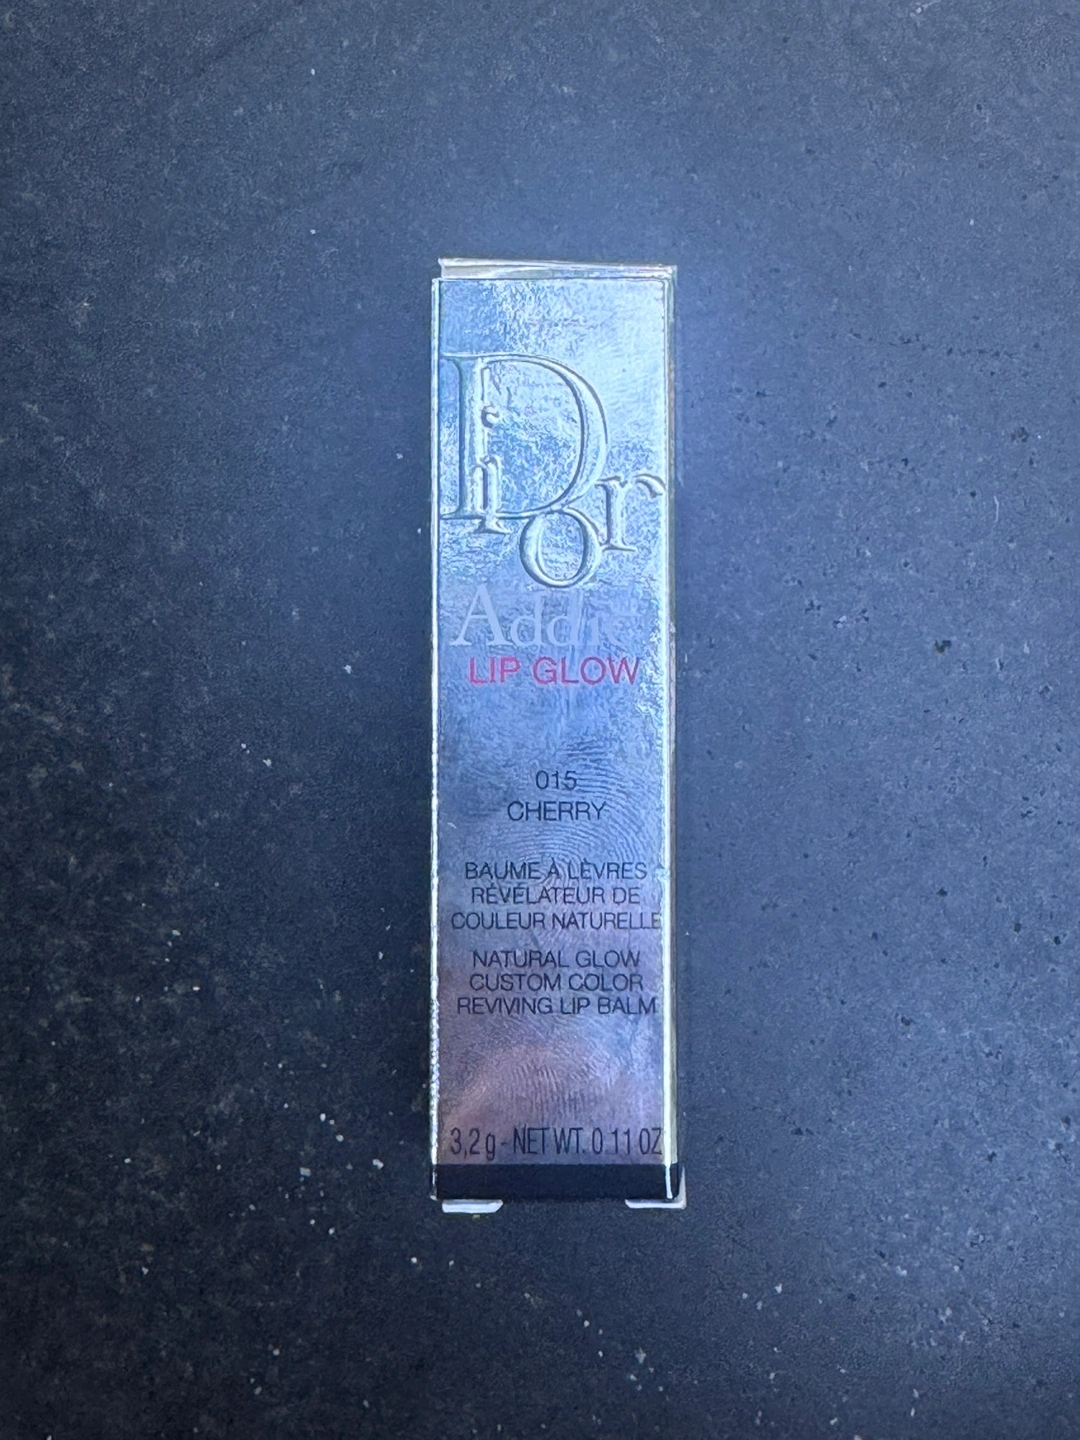 Dior
Addict
LIP GLOW
015
CHERRY
BAUME À LÈVRES
RÉVÉLATEUR DE
COULEUR NATURELLE
NATURAL GLOW
CUSTOM COLOR
REVIVING LIP BALM
3,2 g - NET WT. 0.11 OZ